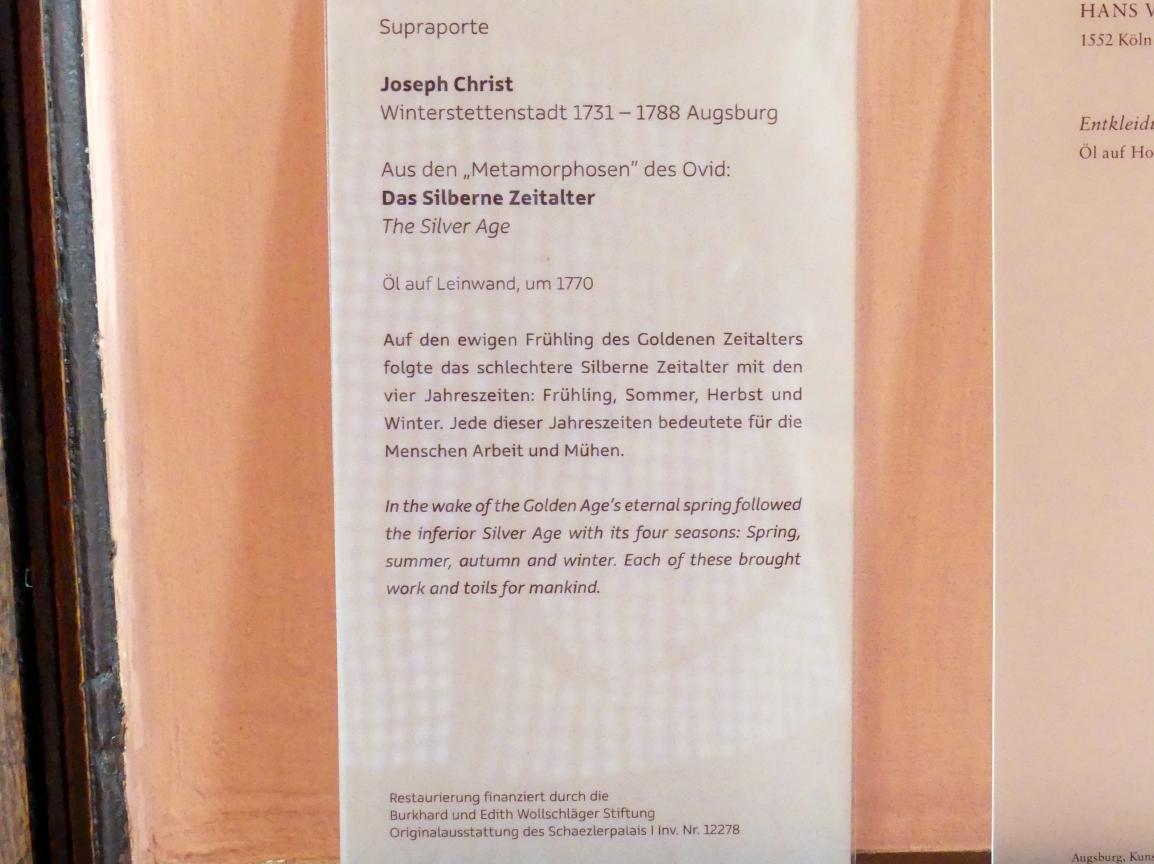 Supraporte
Joseph Christ
Winterstettenstadt 1731 – 1788 Augsburg
Aus den „Metamorphosen" des Ovid:
Das Silberne Zeitalter
The Silver Age
Öl auf Leinwand, um 1770
Auf den ewigen Frühling des Goldenen Zeitalters
folgte das schlechtere Silberne Zeitalter mit den
vier Jahreszeiten: Frühling, Sommer, Herbst und
Winter. Jede dieser Jahreszeiten bedeutete für die
Menschen Arbeit und Mühen.
In the wake of the Golden Age's eternal spring followed
the inferior Silver Age with its four seasons: Spring,
summer, autumn and winter. Each of these brought
work and toils for mankind.
Restaurierung finanziert durch die
Burkhard und Edith Wollschläger Stiftung
Originalausstattung des Schaezlerpalais I Inv. Nr. 12278
HANS
1552 Köln
Öl auf
Augsburg,